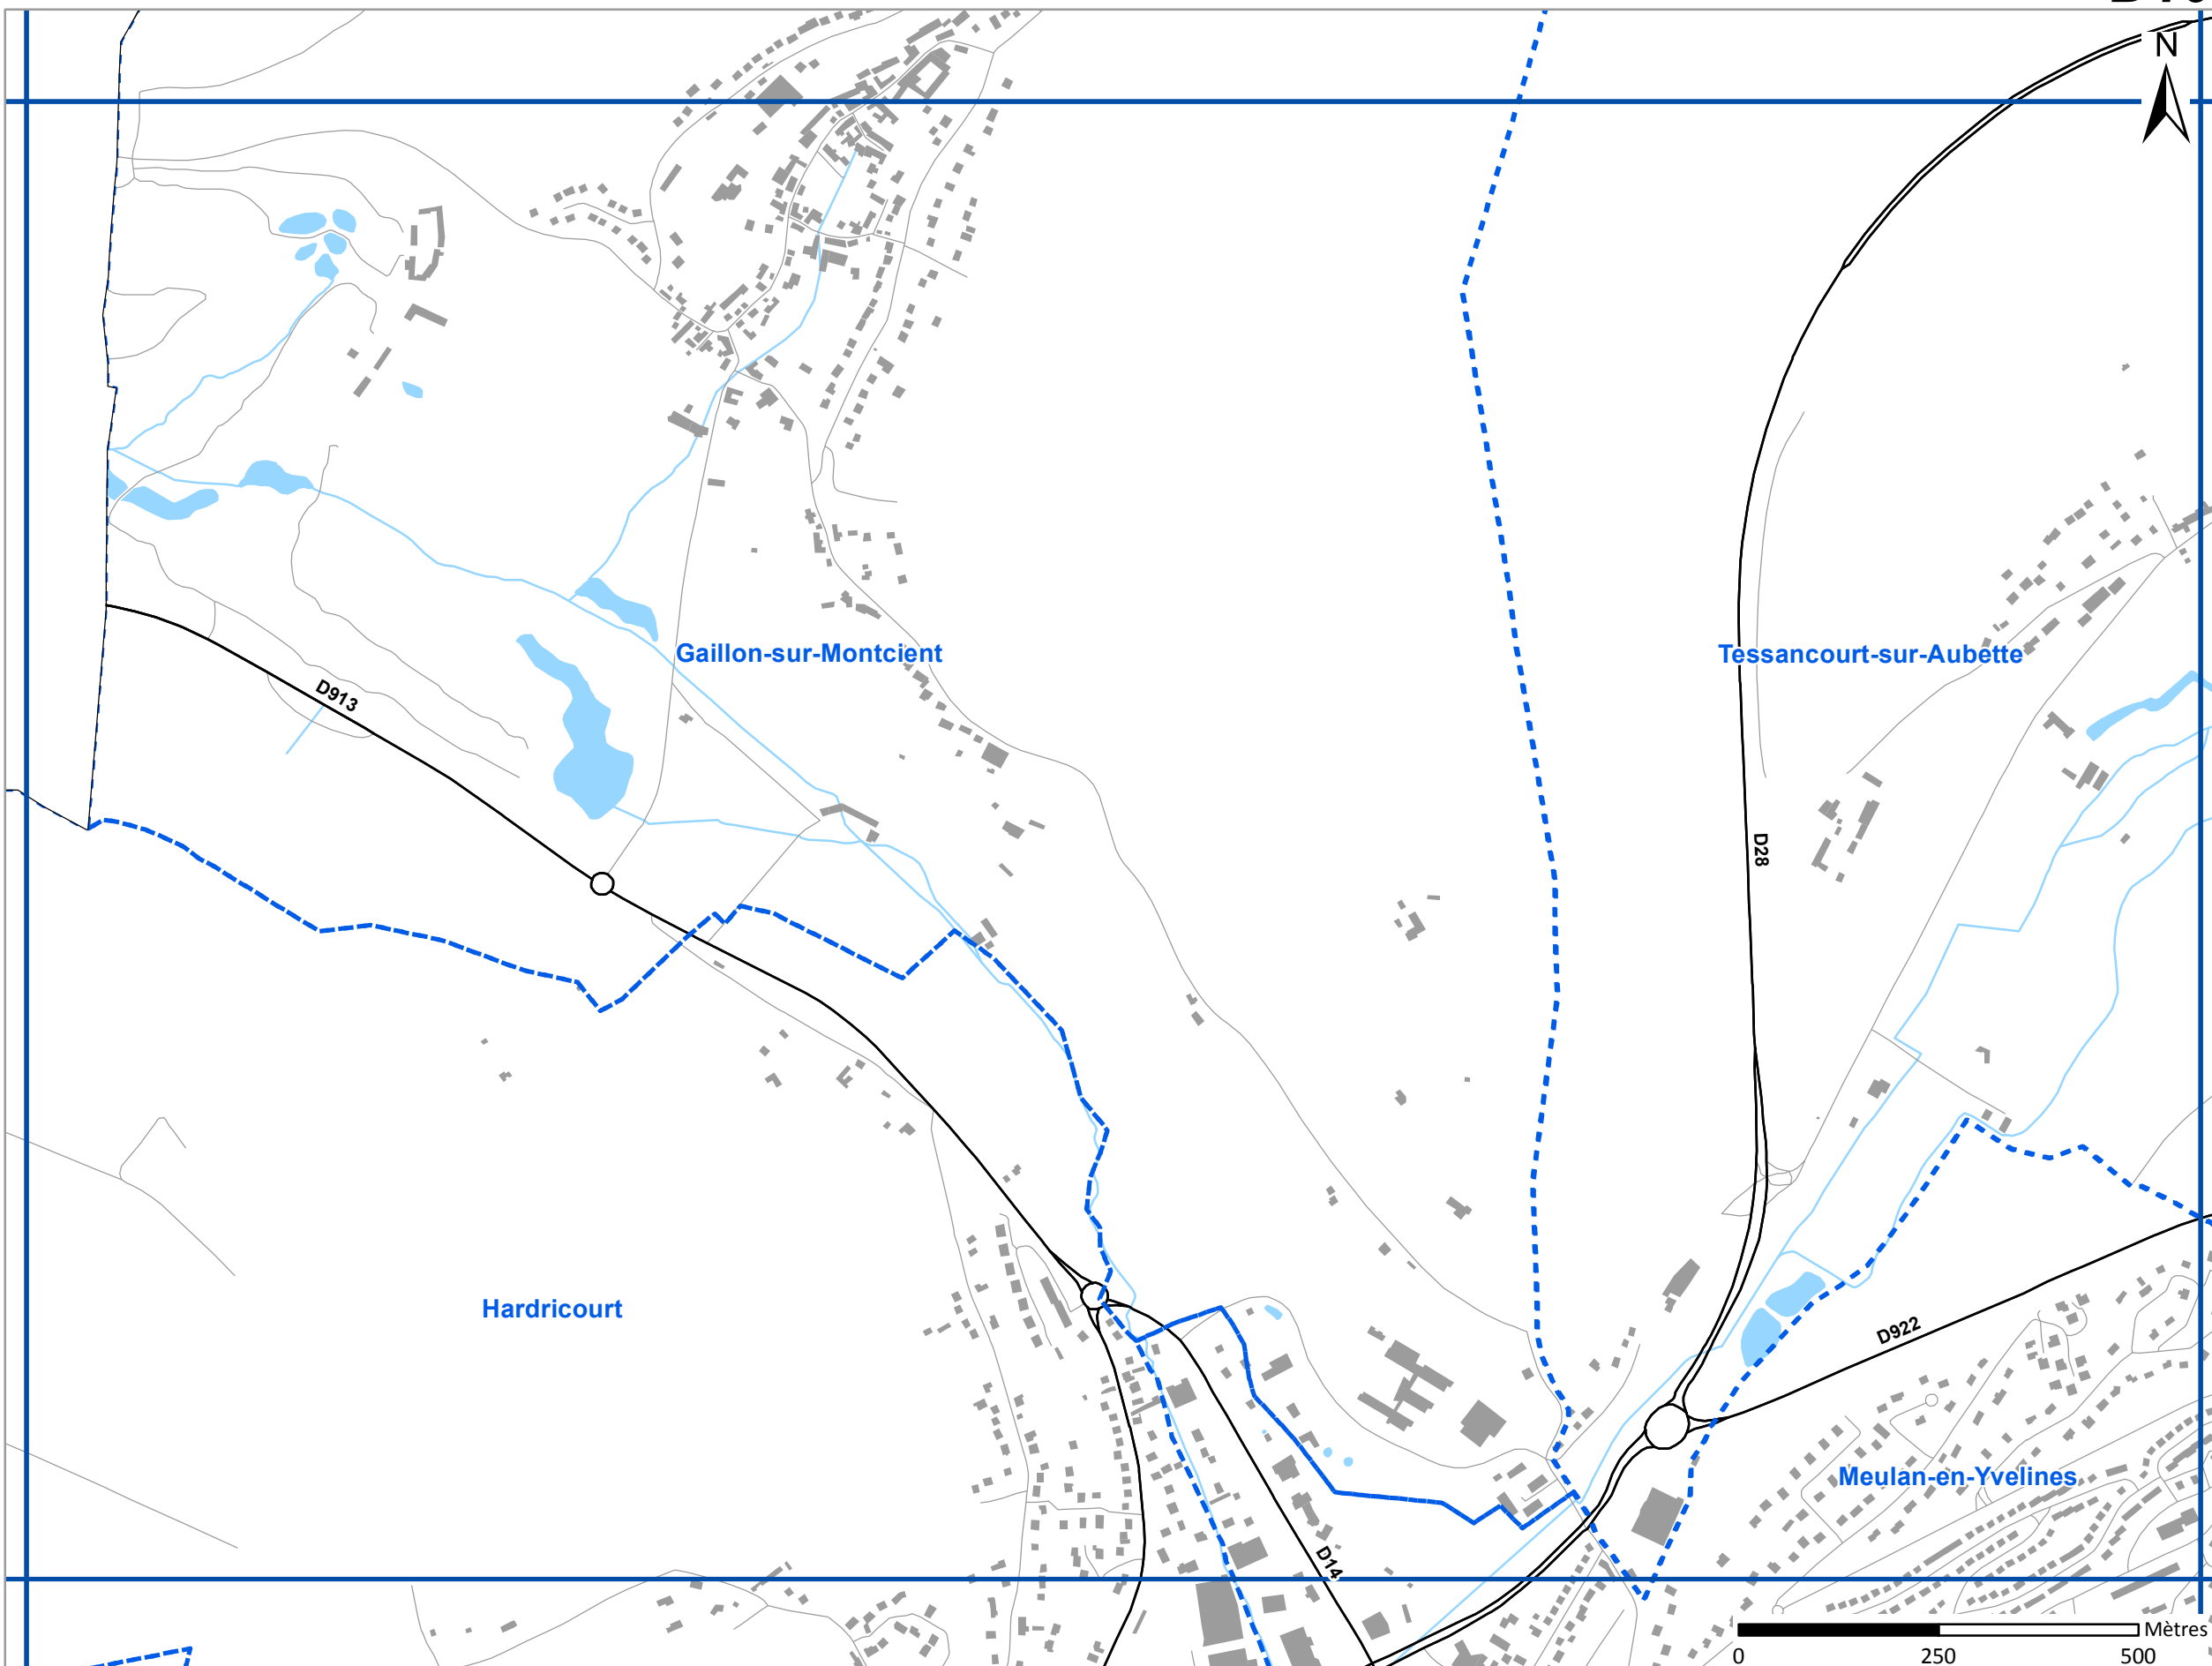 N
Gaillon-sur-Montcient
Tessancourt-sur-Aubette
D913
D28
Hardricourt
D922
Meulan-en-Yvelines
D14
Mètres
0 250 500